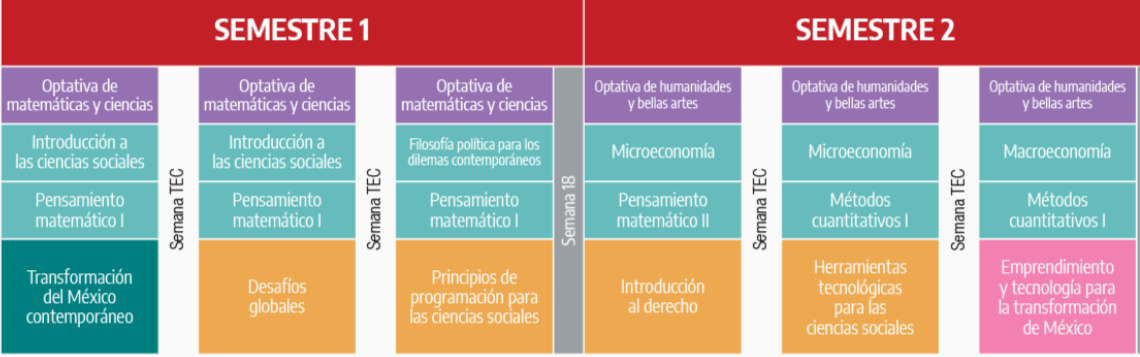 SEMESTRE 1
Optativa de
matemáticas y ciencias
Introducción a
las ciencias sociales
Pensamiento
matemático I
Transformación
del México
contemporáneo
Semana TEC
Optativa de
matemáticas y ciencias
Introducción a
las ciencias sociales
Pensamiento
matemático I
Desafíos
globales
Semana TEC
Optativa de
matemáticas y ciencias
Filosofía política para los
dilemas contemporáneos
Pensamiento
matemático I
Principios de
programación para
las ciencias sociales
Semana 18
SEMESTRE 2
Optativa de humanidades
y bellas artes
Microeconomía
Pensamiento
matemático II
Introducción
al derecho
Semana TEC
Optativa de humanidades
y bellas artes
Microeconomía
Métodos
cuantitativos I
Herramientas
tecnológicas
para las
ciencias sociales
Semana TEC
Optativa de humanidades
y bellas artes
Macroeconomía
Métodos
cuantitativos I
Emprendimiento
y tecnología para
la transformación
de México